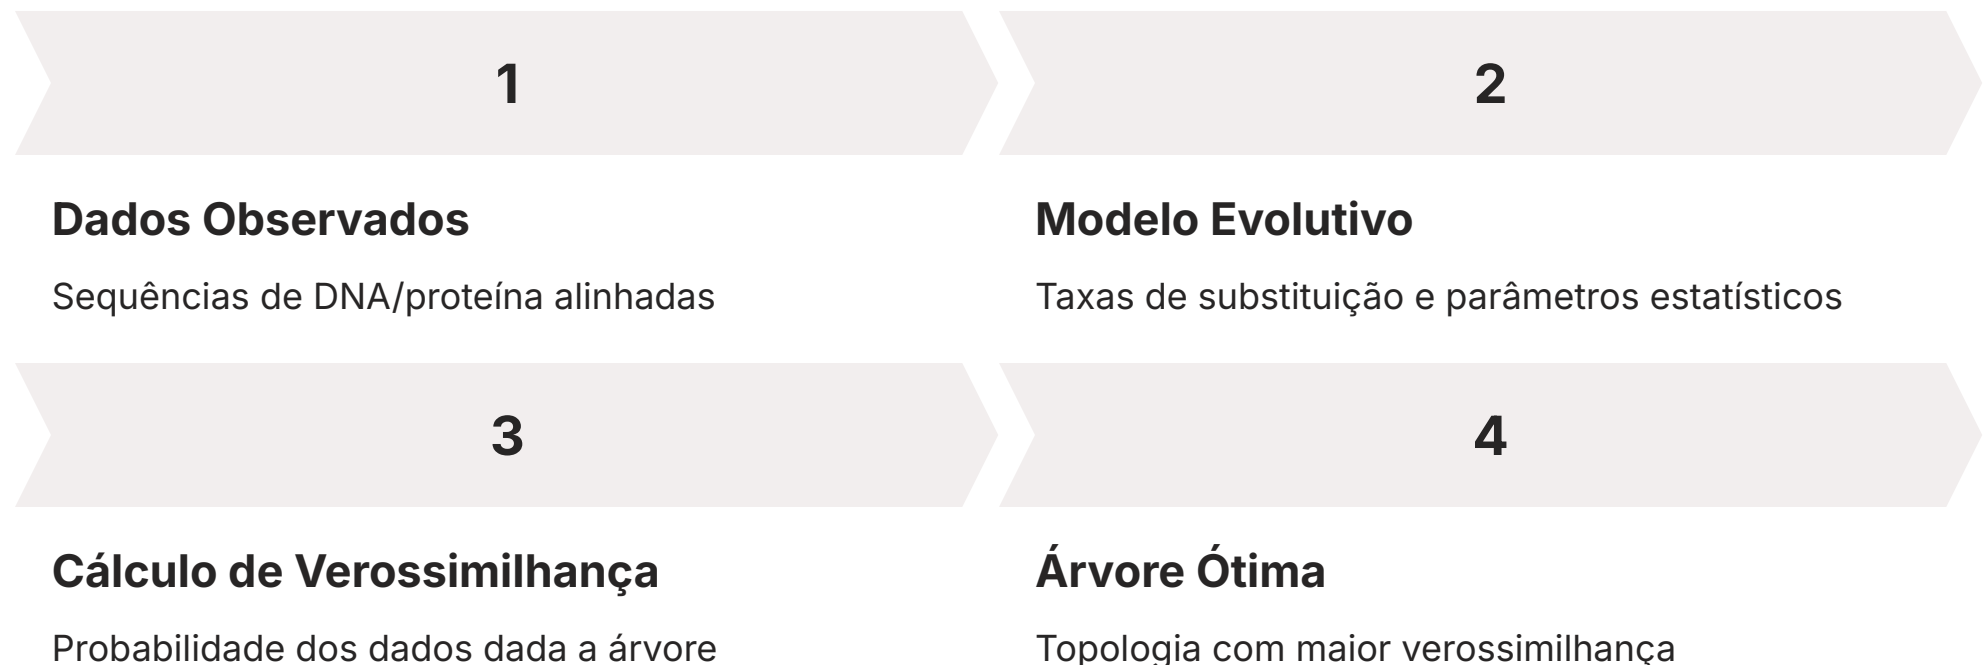 1
Dados Observados
Sequências de DNA/proteína alinhadas
2
Modelo Evolutivo
Taxas de substituição e parâmetros estatísticos
3
Cálculo de Verossimilhança
Probabilidade dos dados dada a árvore
4
Árvore Ótima
Topologia com maior verossimilhança